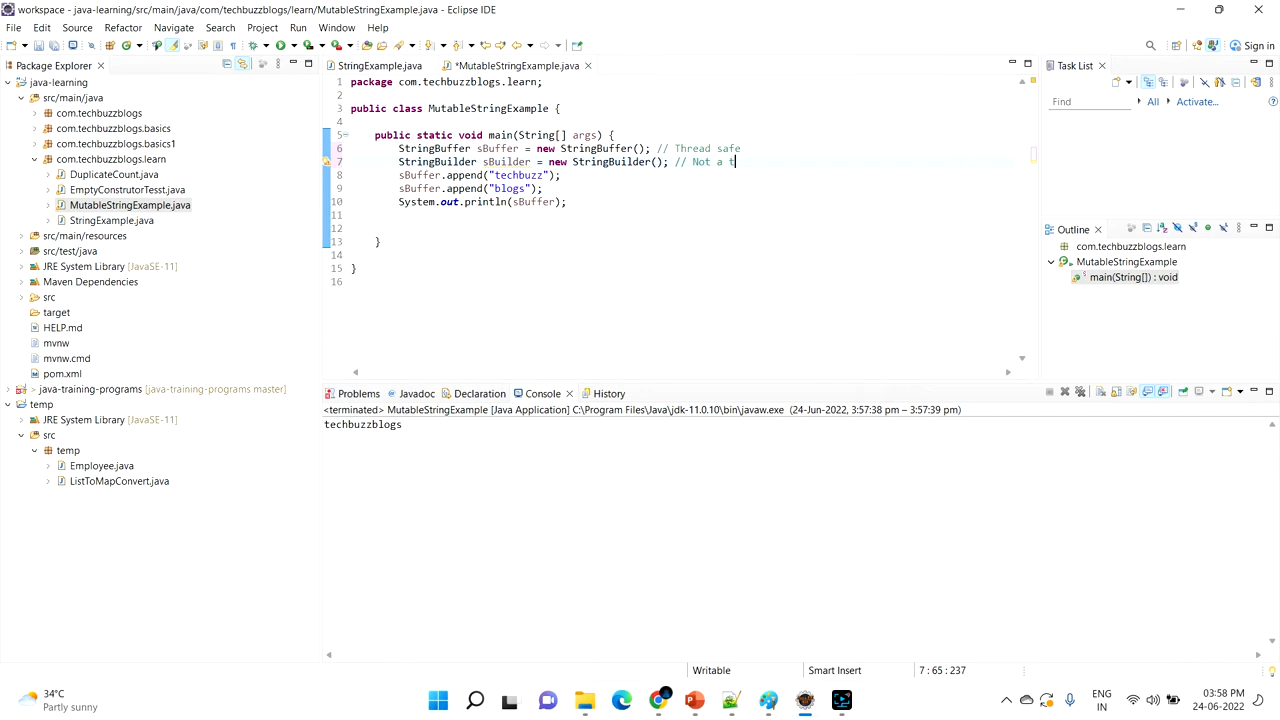 workspace - java-learning/src/main/java/com/techbuzzblogs/learn/MutableStringExample.java - Eclipse IDE
File Edit Source Refactor Navigate Search Project Run Window Help
Sign in
Package Explorer
java-learning
src/main/java
com.techbuzzblogs
com.techbuzzblogs.basics
com.techbuzzblogs.basics1
com.techbuzzblogs.learn
DuplicateCount.java
EmptyConstrutorTesst.java
MutableStringExample.java
StringExample.java
src/main/resources
src/test/java
JRE System Library [JavaSE-11]
Maven Dependencies
src
target
HELP.md
mvnw
mvnw.cmd
pom.xml
> java-training-programs [java-training-programs master]
temp
JRE System Library [JavaSE-11]
src
temp
Employee.java
ListToMapConvert.java
StringExample.java *MutableStringExample.java
1 package com.techbuzzblogs.learn;
2
3 public class MutableStringExample {
4
5 public static void main(String[] args) {
6 StringBuffer sBuffer = new StringBuffer(); // Thread safe
7 StringBuilder sBuilder = new StringBuilder(); // Not a t
8 sBuffer.append("techbuzz");
9 sBuffer.append("blogs");
10 System.out.println(sBuffer);
11
12
13 }
14
15 }
16
Task List
Find All Activate...
Outline
com.techbuzzblogs.learn
MutableStringExample
main(String[]) : void
Problems Javadoc Declaration Console History
<terminated> MutableStringExample [Java Application] C:\Program Files\Java\jdk-11.0.10\bin\javaw.exe (24-Jun-2022, 3:57:38 pm – 3:57:39 pm)
techbuzzblogs
Writable Smart Insert 7 : 65 : 237
34°C
Partly sunny
ENG
IN
03:58 PM
24-06-2022